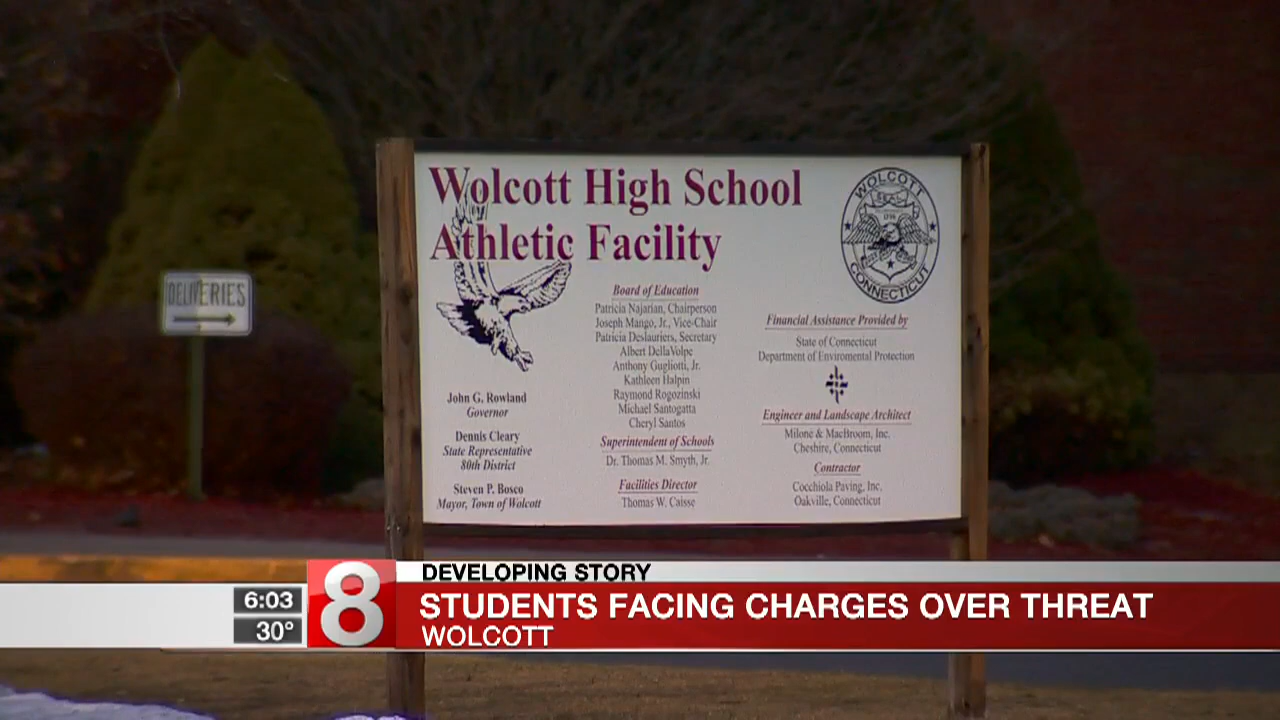 Wolcott High School
Athletic Facility
WOLCOTT
CONNECTICUT
DELIVERIES
John G. Rowland
Governor
Dennis Cleary
State Representative
80th District
Steven P. Bosco
Mayor, Town of Wolcott
Board of Education
Patricia Najarian, Chairperson
Joseph Mango, Jr., Vice-Chair
Patricia Deslauriers, Secretary
Albert DellaVolpe
Anthony Gugliotti, Jr.
Kathleen Halpin
Raymond Rogozinski
Michael Santogatta
Cheryl Santos
Superintendent of Schools
Dr. Thomas M. Smyth, Jr.
Facilities Director
Thomas W. Caisse
Financial Assistance Provided by
State of Connecticut
Department of Enviromental Protection
Engineer and Landscape Architect
Milone & MacBroom, Inc.
Cheshire, Connecticut
Contractor
Cocchiola Paving, Inc.
Oakville, Connecticut
6:03
30°
8
DEVELOPING STORY
STUDENTS FACING CHARGES OVER THREAT
WOLCOTT